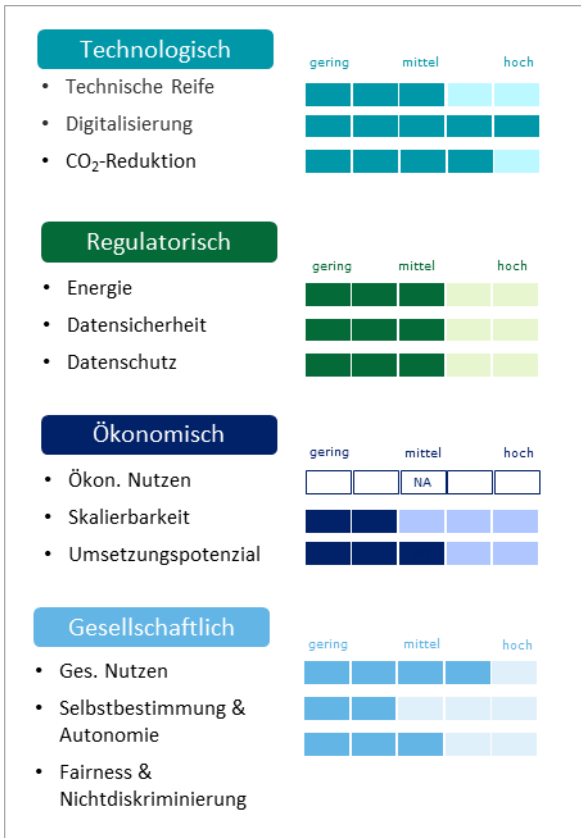 Technologisch
gering mittel hoch
• Technische Reife
• Digitalisierung
• CO₂-Reduktion
Regulatorisch
gering mittel hoch
• Energie
• Datensicherheit
• Datenschutz
Ökonomisch
gering mittel hoch
• Ökon. Nutzen
NA
• Skalierbarkeit
• Umsetzungspotenzial
Gesellschaftlich
gering mittel hoch
• Ges. Nutzen
• Selbstbestimmung &
Autonomie
• Fairness &
Nichtdiskriminierung